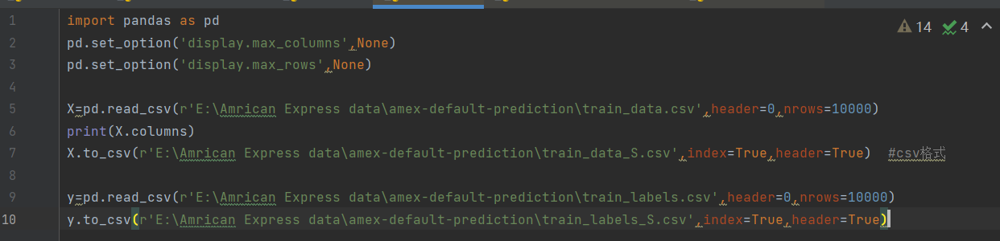 14 4
1 import pandas as pd
2 pd.set_option('display.max_columns',None)
3 pd.set_option('display.max_rows',None)
4
5 X=pd.read_csv(r'E:\Amrican Express data\amex-default-prediction\train_data.csv',header=0,nrows=10000)
6 print(X.columns)
7 X.to_csv(r'E:\Amrican Express data\amex-default-prediction\train_data_S.csv',index=True,header=True) #csv格式
8
9 y=pd.read_csv(r'E:\Amrican Express data\amex-default-prediction\train_labels.csv',header=0,nrows=10000)
10 y.to_csv(r'E:\Amrican Express data\amex-default-prediction\train_labels_S.csv',index=True,header=True)